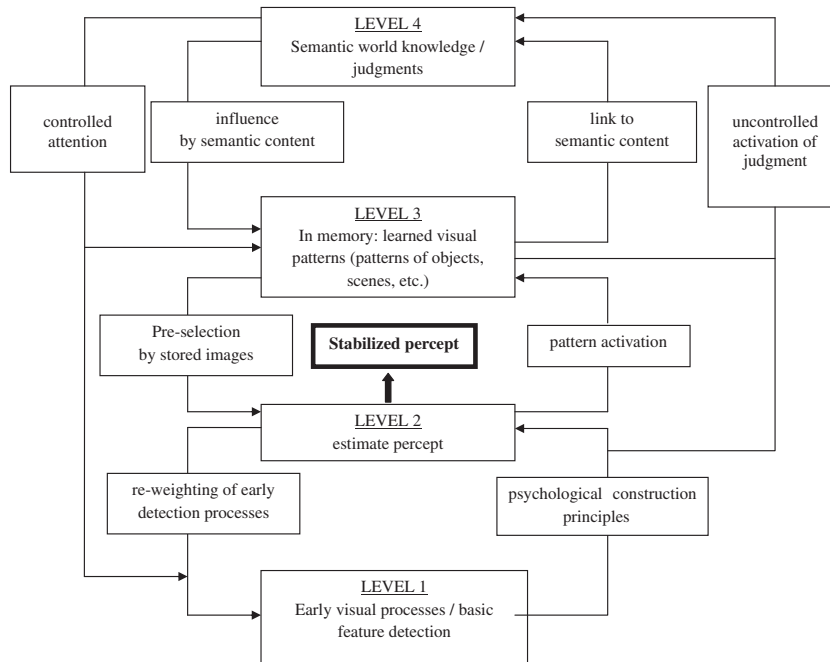 LEVEL 4
Semantic world knowledge /
judgments
controlled
attention
influence
by semantic content
link to
semantic content
uncontrolled
activation of
judgment
LEVEL 3
In memory: learned visual
patterns (patterns of objects,
scenes, etc.)
Pre-selection
by stored images
Stabilized percept
pattern activation
LEVEL 2
estimate percept
re-weighting of early
detection processes
psychological construction
principles
LEVEL 1
Early visual processes / basic
feature detection